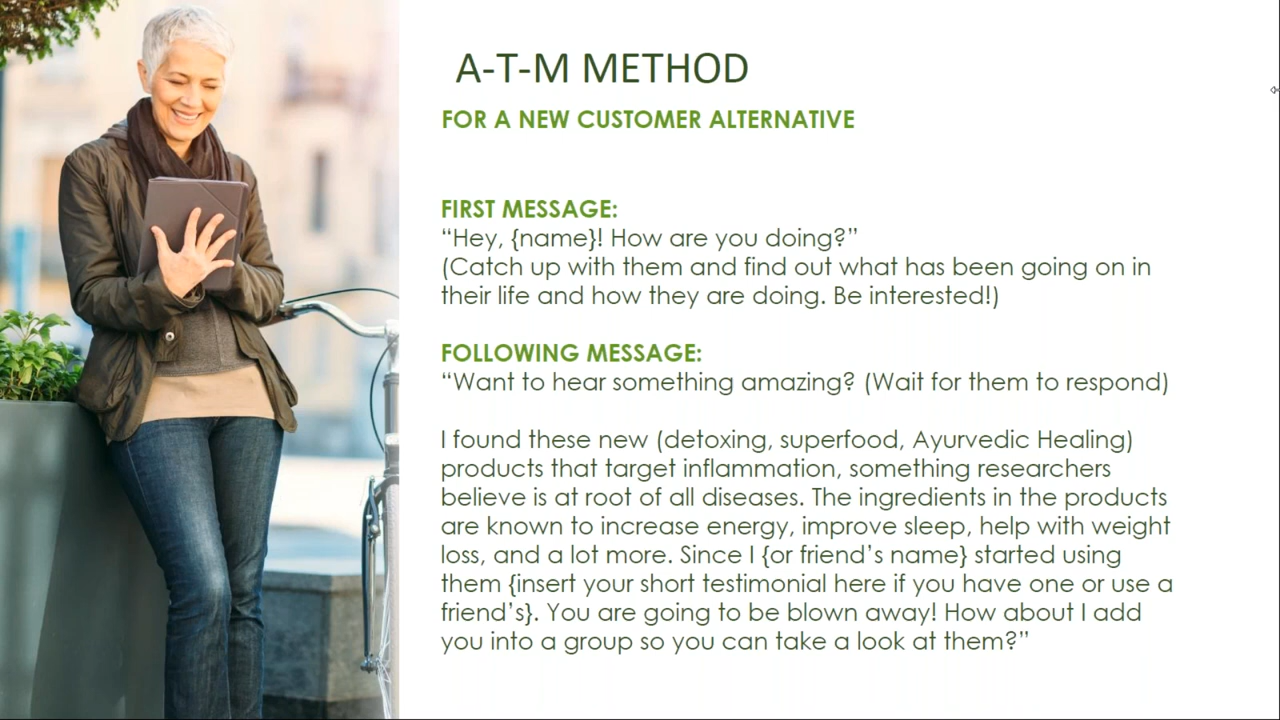 A-T-M METHOD
FOR A NEW CUSTOMER ALTERNATIVE
FIRST MESSAGE:
“Hey, {name}! How are you doing?”
(Catch up with them and find out what has been going on in
their life and how they are doing. Be interested!)
FOLLOWING MESSAGE:
“Want to hear something amazing? (Wait for them to respond)
I found these new (detoxing, superfood, Ayurvedic Healing)
products that target inflammation, something researchers
believe is at root of all diseases. The ingredients in the products
are known to increase energy, improve sleep, help with weight
loss, and a lot more. Since I {or friend’s name} started using
them {insert your short testimonial here if you have one or use a
friend’s}. You are going to be blown away! How about I add
you into a group so you can take a look at them?”